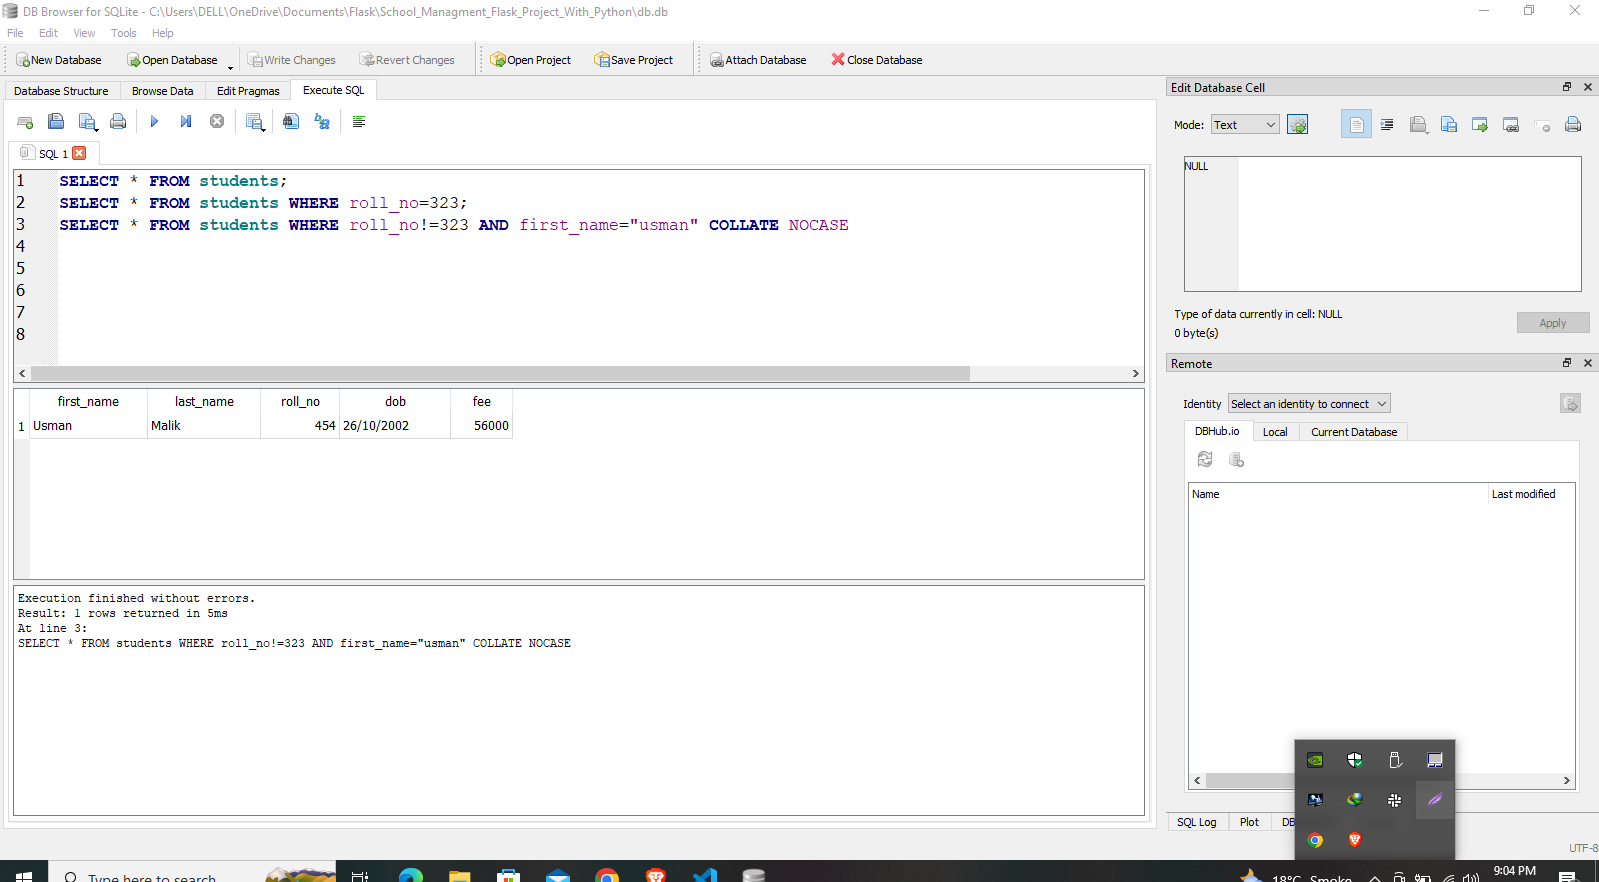 DB Browser for SQLite - C:\Users\DELL\OneDrive\Documents\Flask\School_Managment_Flask_Project_With_Python\db.db
File Edit View Tools Help
New Database Open Database Write Changes Revert Changes Open Project Save Project Attach Database Close Database
Database Structure Browse Data Edit Pragmas Execute SQL
SQL 1
1 SELECT * FROM students;
2 SELECT * FROM students WHERE roll_no=323;
3 SELECT * FROM students WHERE roll_no!=323 AND first_name="usman" COLLATE NOCASE
4
5
6
7
8
first_name last_name roll_no dob fee
1 Usman Malik 454 26/10/2002 56000
Execution finished without errors.
Result: 1 rows returned in 5ms
At line 3:
SELECT * FROM students WHERE roll_no!=323 AND first_name="usman" COLLATE NOCASE
Edit Database Cell
Mode: Text
NULL
Type of data currently in cell: NULL
0 byte(s)
Apply
Remote
Identity Select an identity to connect
DBHub.io Local Current Database
Name Last modified
SQL Log Plot DB
UTF-8
Type here to search
18°C Smoke
9:04 PM